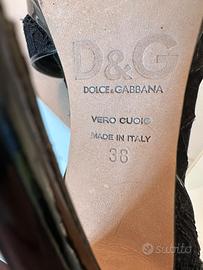 D&G
DOLCE & GABBANA
VERO CUOIO
MADE IN ITALY
38
subito